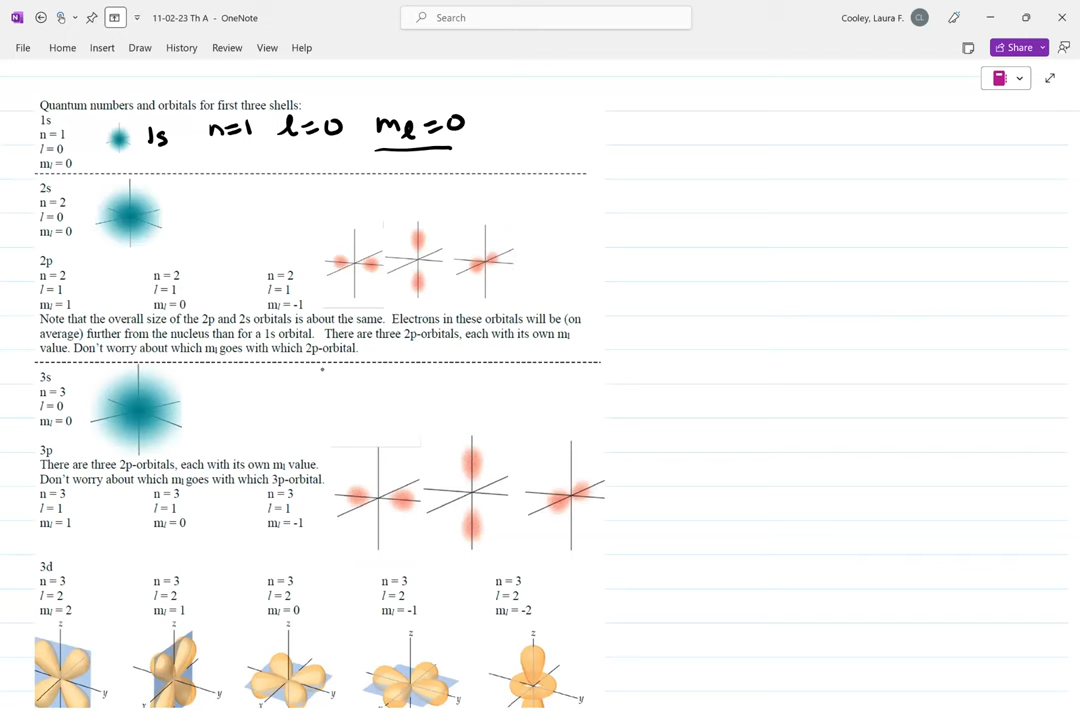 11-02-23 Th A - OneNote
Search
Cooley, Laura F.
CL
File Home Insert Draw History Review View Help
Share
Quantum numbers and orbitals for first three shells:
1s
n = 1
l = 0
ml = 0
1s n=1 l=0 ml=0
2s
n = 2
l = 0
ml = 0
2p
n = 2 n = 2 n = 2
l = 1 l = 1 l = 1
ml = 1 ml = 0 ml = -1
Note that the overall size of the 2p and 2s orbitals is about the same. Electrons in these orbitals will be (on
average) further from the nucleus than for a 1s orbital. There are three 2p-orbitals, each with its own ml
value. Don't worry about which ml goes with which 2p-orbital.
3s
n = 3
l = 0
ml = 0
3p
There are three 2p-orbitals, each with its own ml value.
Don't worry about which ml goes with which 3p-orbital.
n = 3 n = 3 n = 3
l = 1 l = 1 l = 1
ml = 1 ml = 0 ml = -1
3d
n = 3 n = 3 n = 3 n = 3 n = 3
l = 2 l = 2 l = 2 l = 2 l = 2
ml = 2 ml = 1 ml = 0 ml = -1 ml = -2
z z z z z
y y y y y
x x